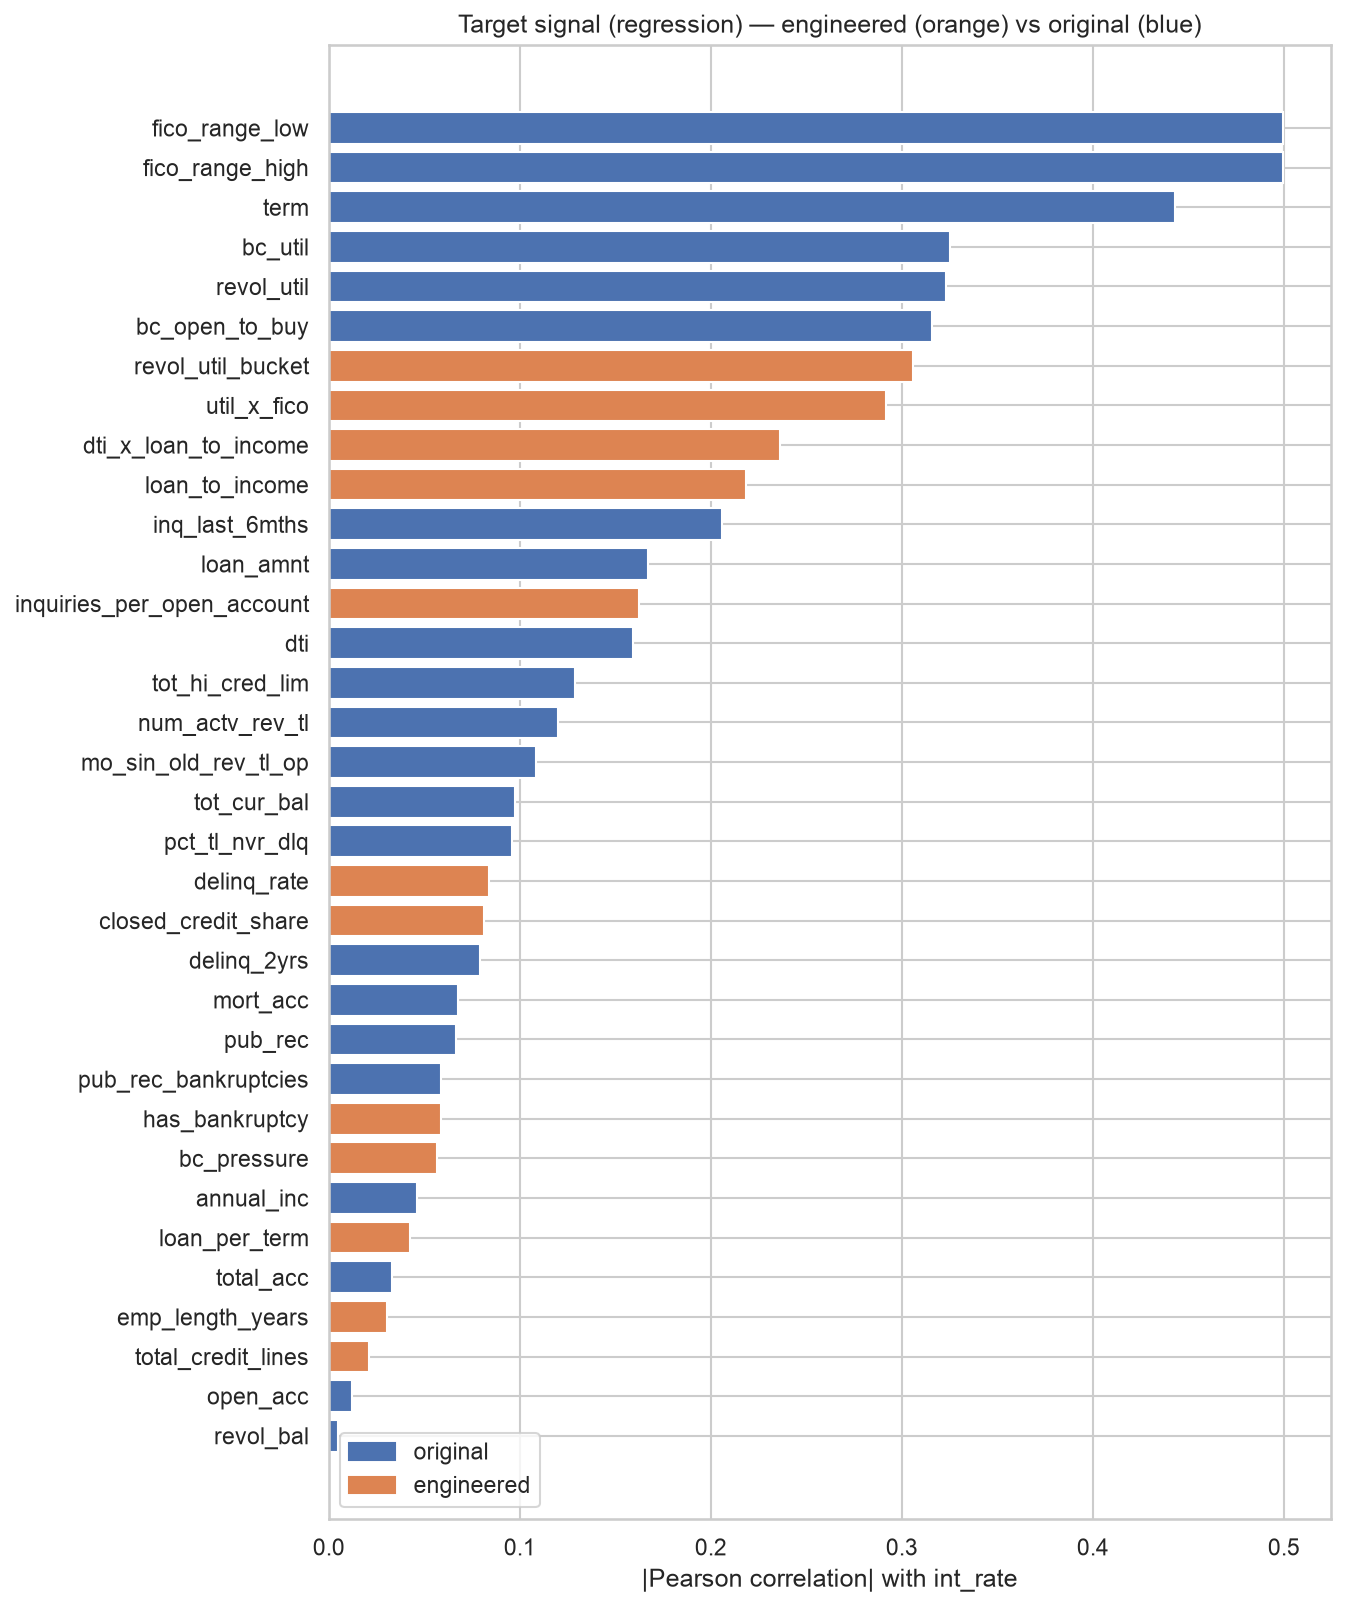 Target signal (regression) — engineered (orange) vs original (blue)
fico_range_low
fico_range_high
term
bc_util
revol_util
bc_open_to_buy
revol_util_bucket
util_x_fico
dti_x_loan_to_income
loan_to_income
inq_last_6mths
loan_amnt
inquiries_per_open_account
dti
tot_hi_cred_lim
num_actv_rev_tl
mo_sin_old_rev_tl_op
tot_cur_bal
pct_tl_nvr_dlq
delinq_rate
closed_credit_share
delinq_2yrs
mort_acc
pub_rec
pub_rec_bankruptcies
has_bankruptcy
bc_pressure
annual_inc
loan_per_term
total_acc
emp_length_years
total_credit_lines
open_acc
revol_bal
original
engineered
0.0 0.1 0.2 0.3 0.4 0.5
|Pearson correlation| with int_rate